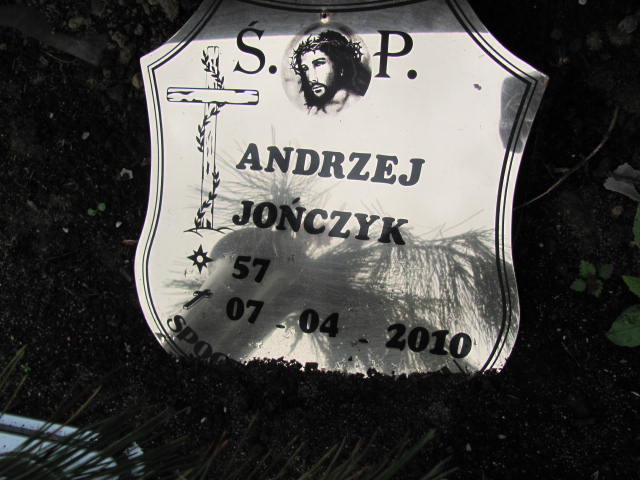 Ś. P.
ANDRZEJ
JOŃCZYK
57
07 - 04 - 2010